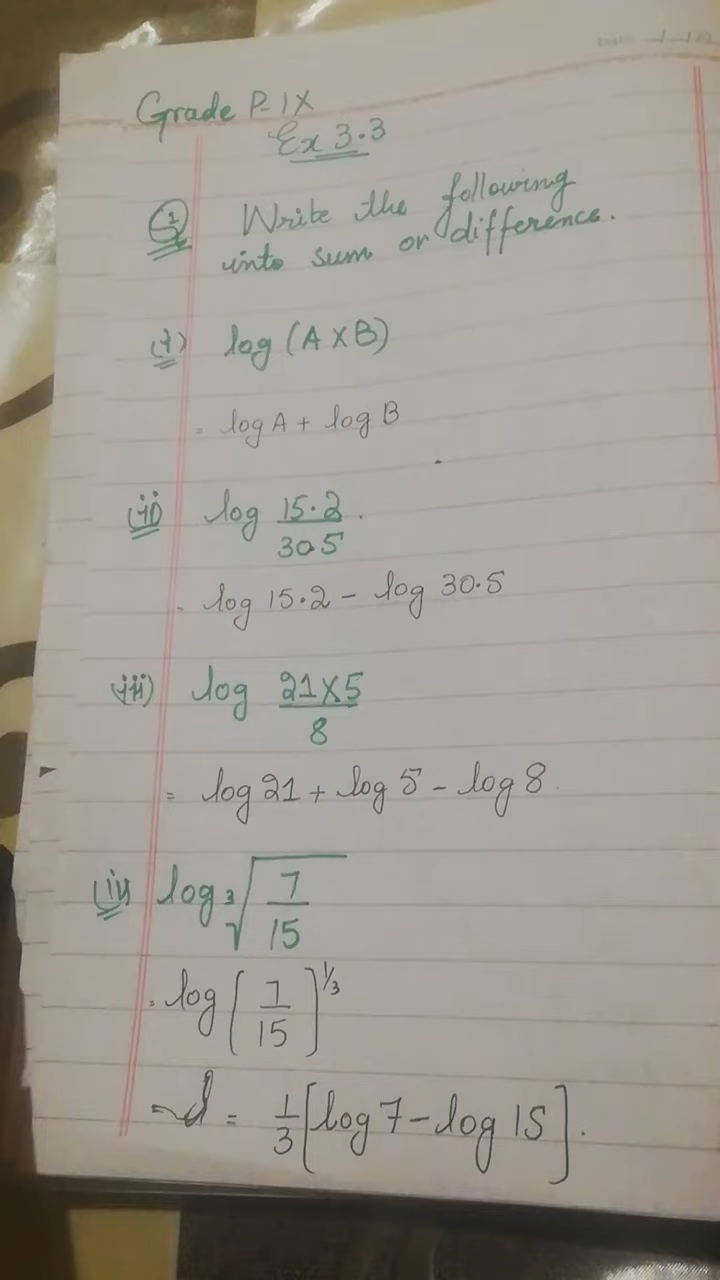 Grade P-IX
Ex 3.3
Q1 Write the following
into sum or difference.
(i) log (A×B)
= log A + log B
(ii) log 15.2/30.5
= log 15.2 - log 30.5
(iii) log 21×5/8
= log 21 + log 5 - log 8
(iv) log ∛(7/15)
= log [7/15]^1/3
= 1/3 [log 7 - log 15].